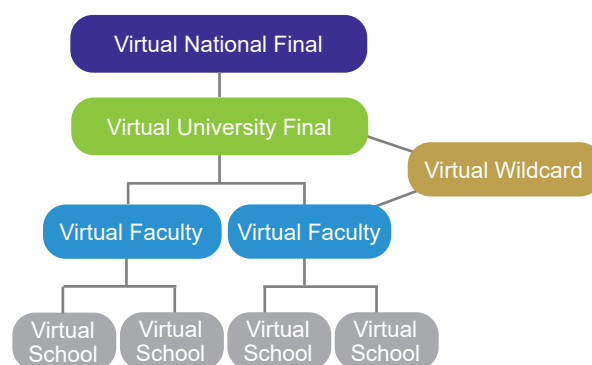 Virtual National Final
Virtual University Final
Virtual Wildcard
Virtual Faculty
Virtual Faculty
Virtual
School
Virtual
School
Virtual
School
Virtual
School